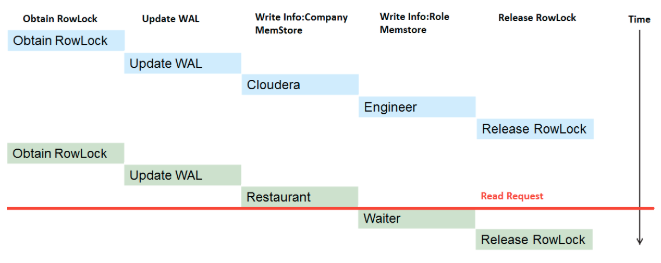 Obtain RowLock
Update WAL
Write Info:Company
MemStore
Write Info:Role
Memstore
Release RowLock
Time
Obtain RowLock
Update WAL
Cloudera
Engineer
Release RowLock
Obtain RowLock
Update WAL
Restaurant
Read Request
Waiter
Release RowLock